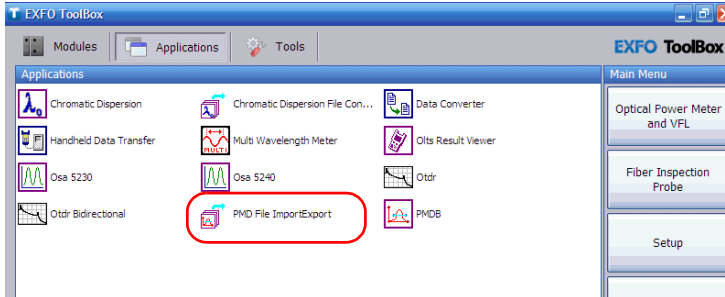 EXFO ToolBox
Modules Applications Tools EXFO ToolBox
Applications Main Menu
λ₀ Chromatic Dispersion Chromatic Dispersion File Con... Data Converter
Optical Power Meter
and VFL
Handheld Data Transfer MULTI Multi Wavelength Meter Olts Result Viewer
Osa 5230 Osa 5240 Otdr
Fiber Inspection
Probe
Otdr Bidirectional PMD File ImportExport PMDB
Setup